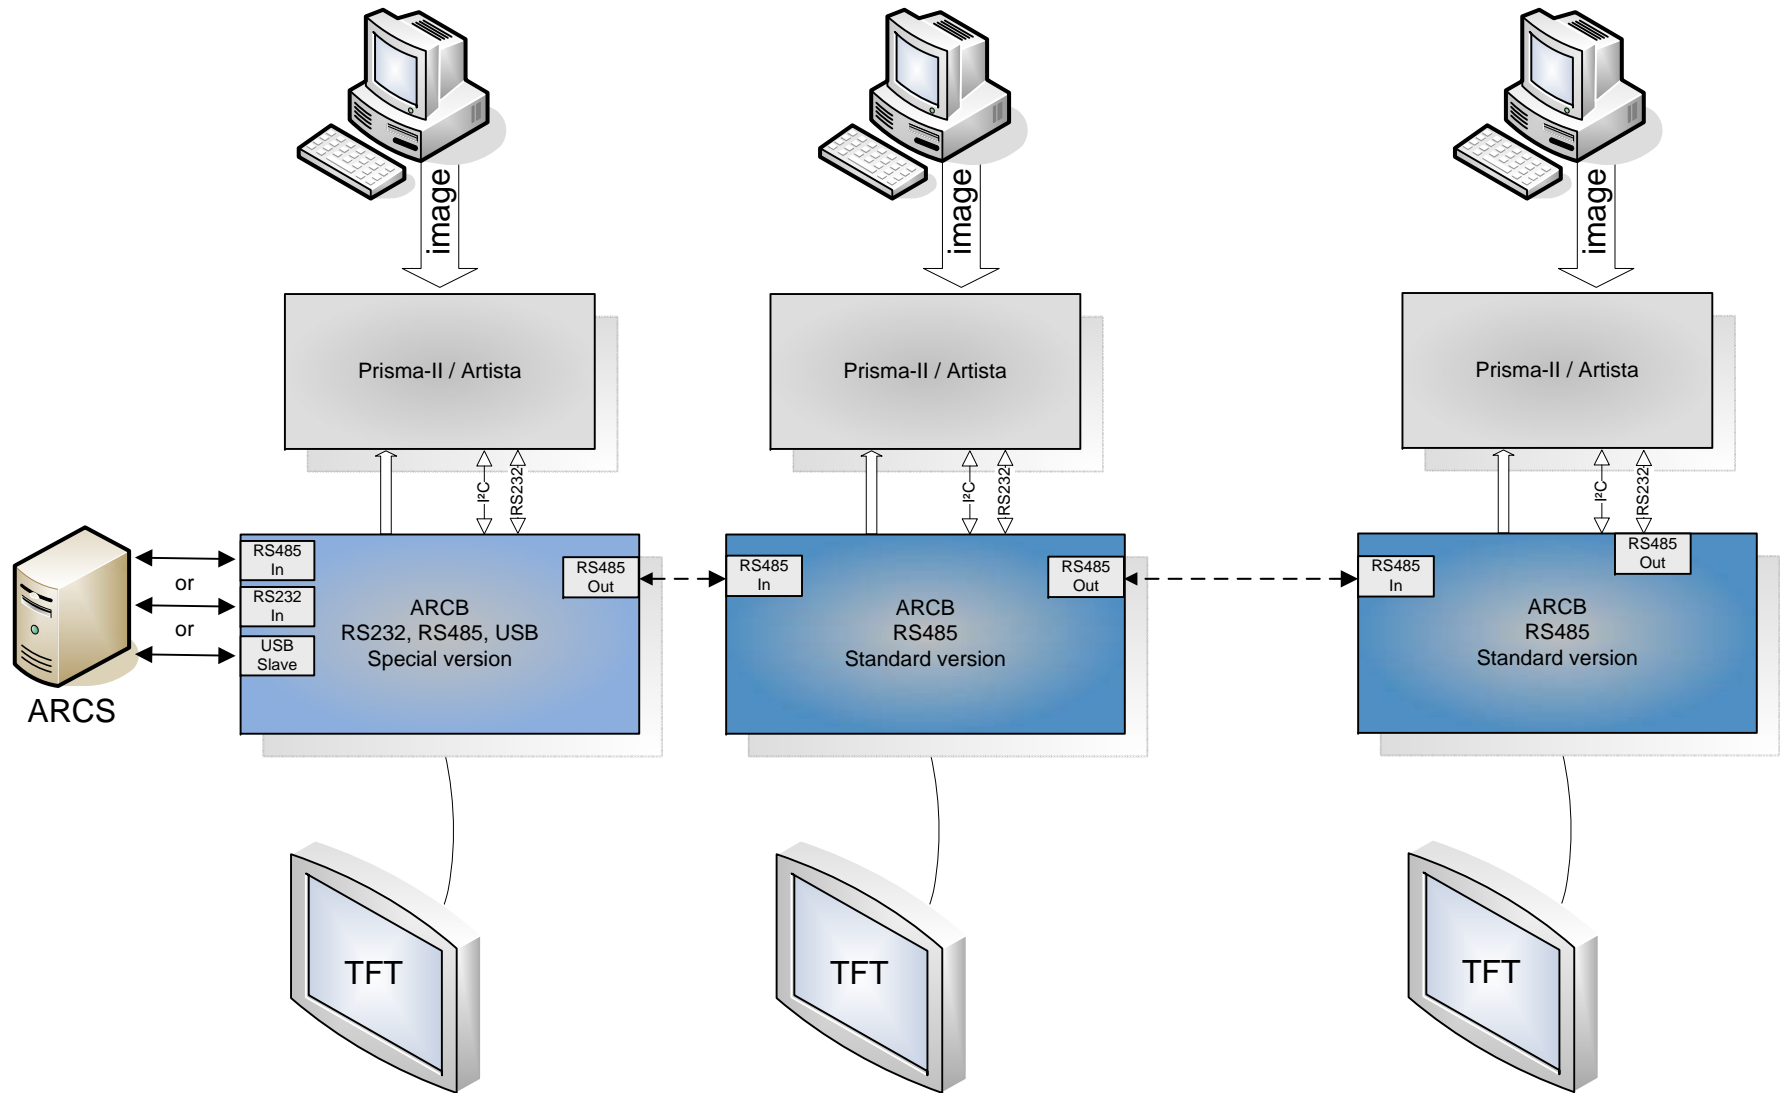 image
image
image
Prisma-II / Artista
Prisma-II / Artista
Prisma-II / Artista
I²C
RS232
I²C
RS232
I²C
RS232
RS485
In
or
RS232
In
or
USB
Slave
ARCS
ARCB
RS232, RS485, USB
Special version
RS485
Out
RS485
In
ARCB
RS485
Standard version
RS485
Out
RS485
In
RS485
Out
ARCB
RS485
Standard version
TFT
TFT
TFT